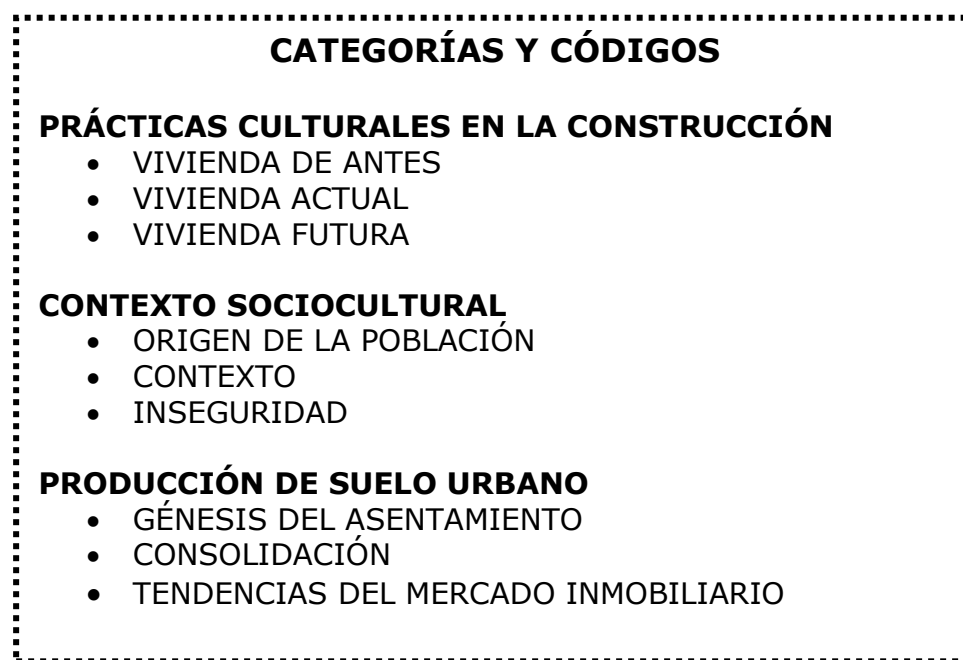 CATEGORÍAS Y CÓDIGOS
PRÁCTICAS CULTURALES EN LA CONSTRUCCIÓN
• VIVIENDA DE ANTES
• VIVIENDA ACTUAL
• VIVIENDA FUTURA
CONTEXTO SOCIOCULTURAL
• ORIGEN DE LA POBLACIÓN
• CONTEXTO
• INSEGURIDAD
PRODUCCIÓN DE SUELO URBANO
• GÉNESIS DEL ASENTAMIENTO
• CONSOLIDACIÓN
• TENDENCIAS DEL MERCADO INMOBILIARIO